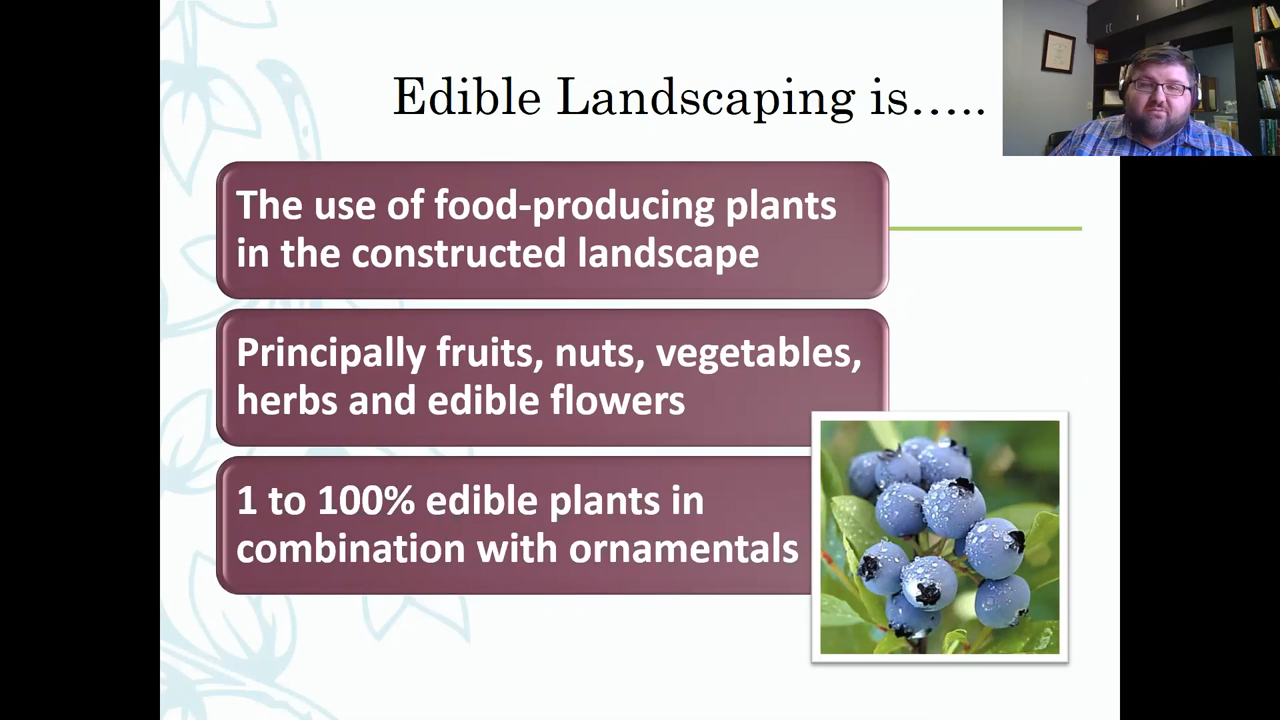 Edible Landscaping is…..
The use of food-producing plants
in the constructed landscape
Principally fruits, nuts, vegetables,
herbs and edible flowers
1 to 100% edible plants in
combination with ornamentals